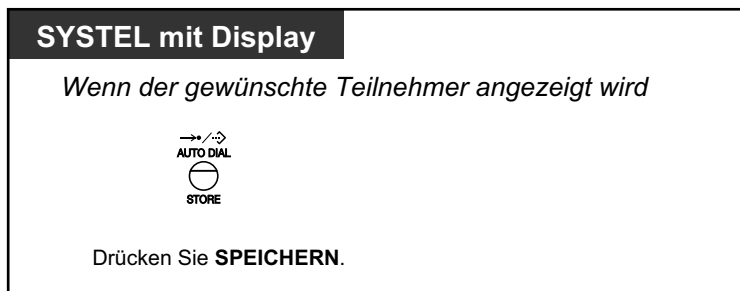 SYSTEL mit Display
Wenn der gewünschte Teilnehmer angezeigt wird
AUTO DIAL
STORE
Drücken Sie SPEICHERN.